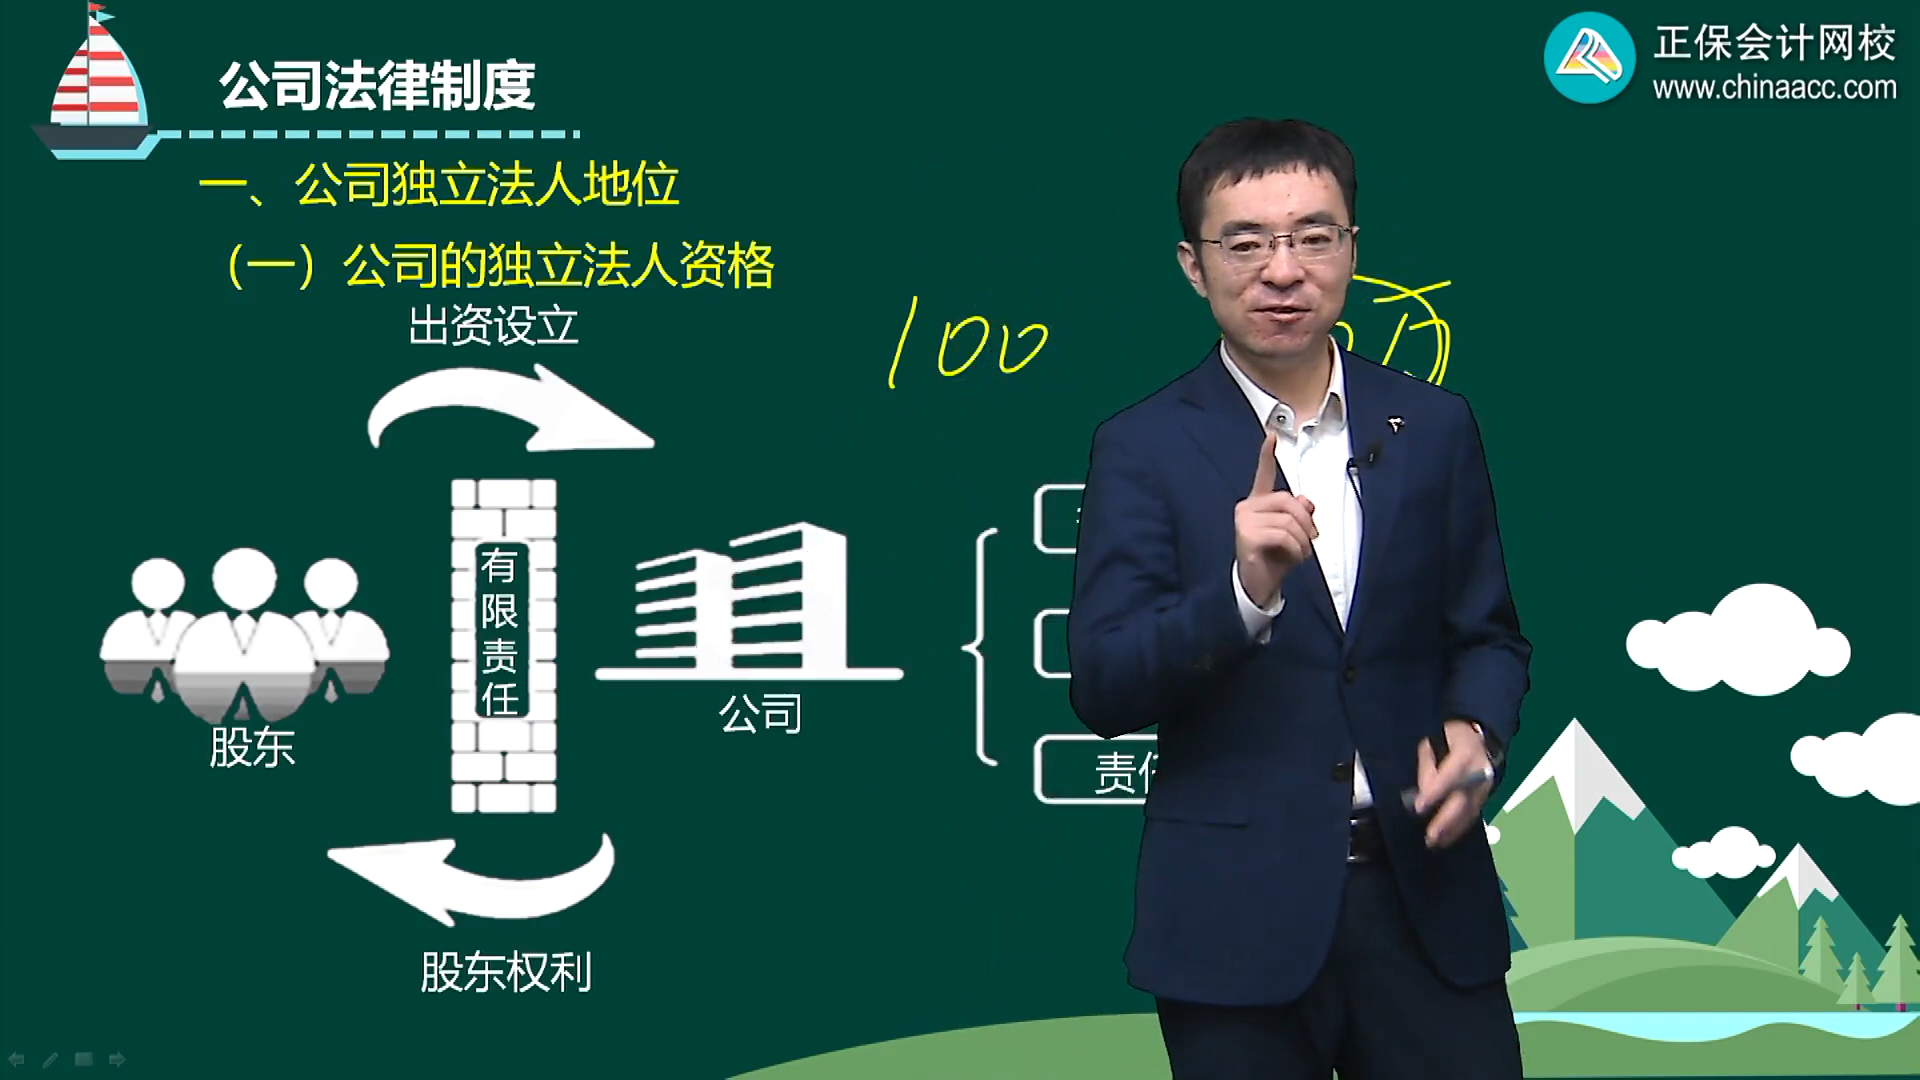 正保会计网校
www.chinaacc.com
公司法律制度
一、公司独立法人地位
（一）公司的独立法人资格
出资设立
100
有限责任
公司
股东
责任
股东权利